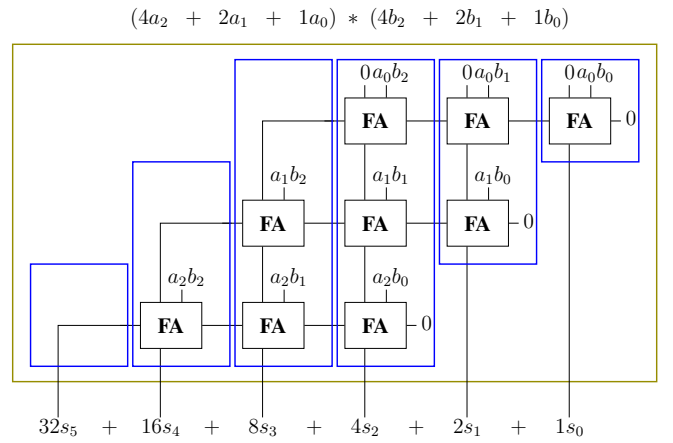 (4a₂ + 2a₁ + 1a₀) ∗ (4b₂ + 2b₁ + 1b₀)
0 a₀b₂ 0 a₀b₁ 0 a₀b₀
FA FA FA 0
a₁b₂ a₁b₁ a₁b₀
FA FA FA 0
a₂b₂ a₂b₁ a₂b₀
FA FA FA 0
32s₅ + 16s₄ + 8s₃ + 4s₂ + 2s₁ + 1s₀